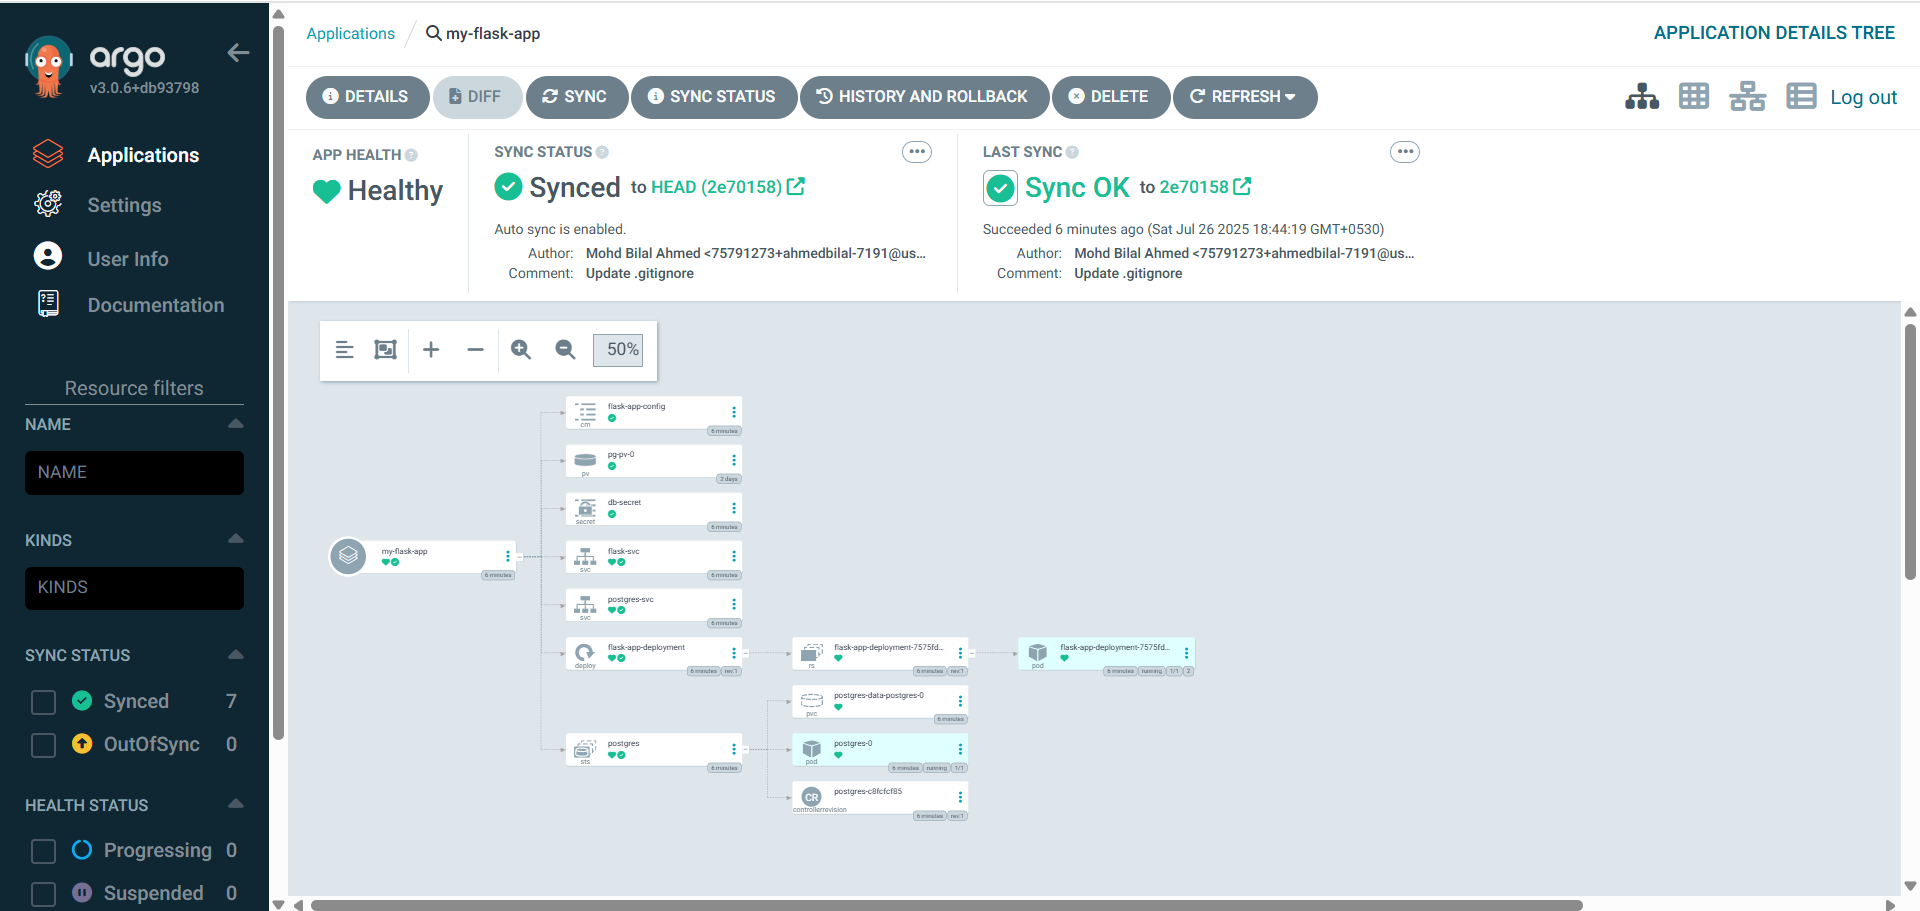 argo
v3.0.6+db93798
Applications
Settings
User Info
Documentation
Resource filters
NAME
NAME
KINDS
KINDS
SYNC STATUS
Synced 7
OutOfSync 0
HEALTH STATUS
Progressing 0
Suspended 0
Applications / my-flask-app
APPLICATION DETAILS TREE
DETAILS DIFF SYNC SYNC STATUS HISTORY AND ROLLBACK DELETE REFRESH
Log out
APP HEALTH
Healthy
SYNC STATUS
Synced to HEAD (2e70158)
Auto sync is enabled.
Author: Mohd Bilal Ahmed <75791273+ahmedbilal-7191@us...
Comment: Update .gitignore
LAST SYNC
Sync OK to 2e70158
Succeeded 6 minutes ago (Sat Jul 26 2025 18:44:19 GMT+0530)
Author: Mohd Bilal Ahmed <75791273+ahmedbilal-7191@us...
Comment: Update .gitignore
50%
my-flask-app
6 minutes
flask-app-config
cm
6 minutes
pg-pv-0
pv
2 days
db-secret
secret
6 minutes
flask-svc
svc
6 minutes
postgres-svc
svc
6 minutes
flask-app-deployment
deploy
6 minutes rev:1
flask-app-deployment-7575fd...
rs
6 minutes rev:1
flask-app-deployment-7575fd...
pod
6 minutes running 1/1 2
postgres-data-postgres-0
pvc
6 minutes
postgres
sts
6 minutes
postgres-0
pod
6 minutes running 1/1
postgres-c8fcfcf85
CR
controllerrevision
6 minutes rev:1